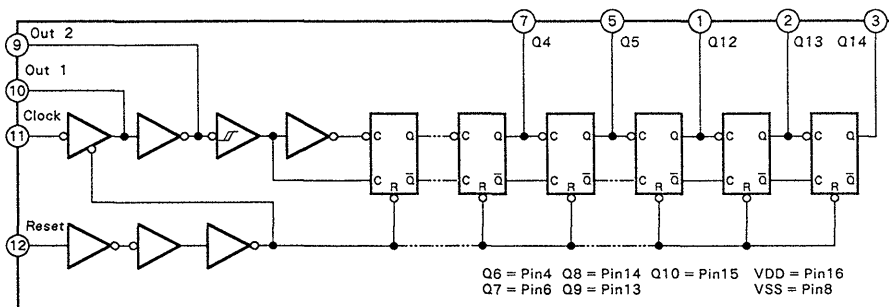 7 5 1 2 3
9 Out 2 Q4 Q5 Q12 Q13 Q14
Out 1
10
Clock
11 C Q C Q C Q C Q C Q C Q
C Q̅ C Q̅ C Q̅ C Q̅ C Q̅ C Q̅
R R R R R R
Reset
12
Q6 = Pin4 Q8 = Pin14 Q10 = Pin15 VDD = Pin16
Q7 = Pin6 Q9 = Pin13 VSS = Pin8